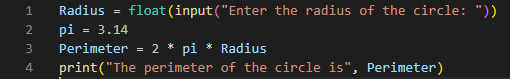 1 Radius = float(input("Enter the radius of the circle: "))
2 pi = 3.14
3 Perimeter = 2 * pi * Radius
4 print("The perimeter of the circle is", Perimeter)